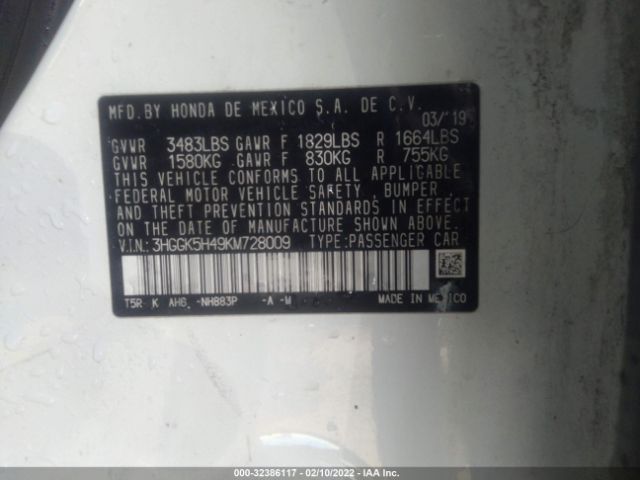 MFD.BY HONDA DE MEXICO S.A. DE C.V.
03/'19
GVWR 3483LBS GAWR F 1829LBS R 1664LBS
GVWR 1580KG GAWR F 830KG R 755KG
THIS VEHICLE CONFORMS TO ALL APPLICABLE
FEDERAL MOTOR VEHICLE SAFETY, BUMPER,
AND THEFT PREVENTION STANDARDS IN EFFECT
ON THE DATE OF MANUFACTURE SHOWN ABOVE.
V.I.N.: 3HGGK5H49KM728009 TYPE:PASSENGER CAR
T5R- K AH6 -NH883P -A -M MADE IN MEXICO
000-32386117 - 02/10/2022 - IAA Inc.